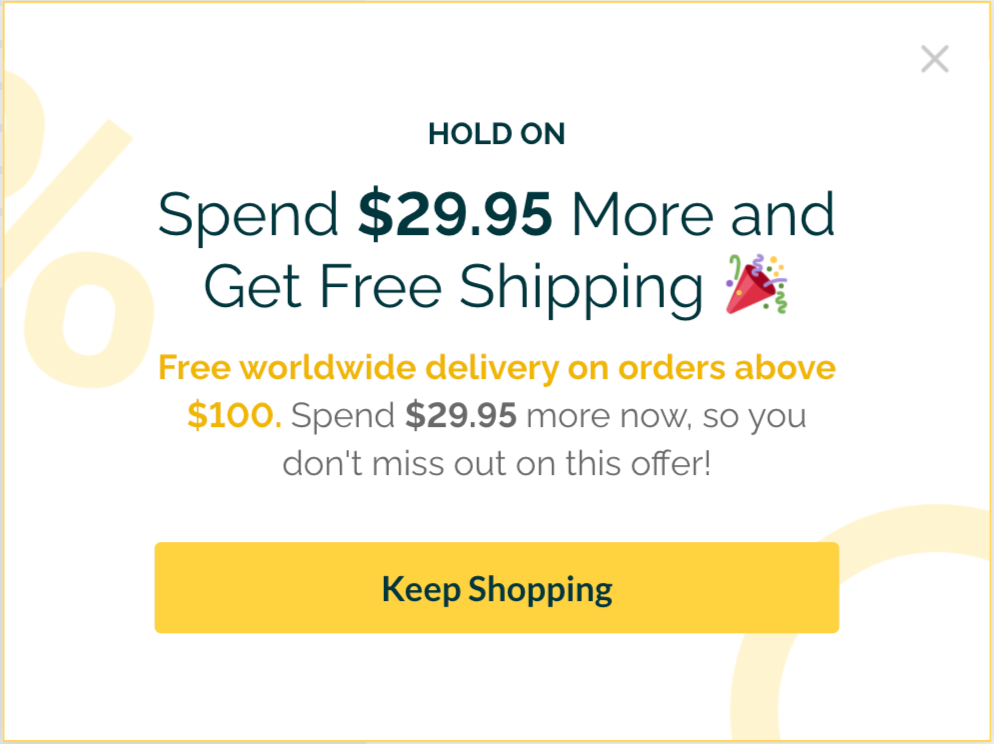 HOLD ON
Spend $29.95 More and
Get Free Shipping 🎉
Free worldwide delivery on orders above
$100. Spend $29.95 more now, so you
don't miss out on this offer!
Keep Shopping